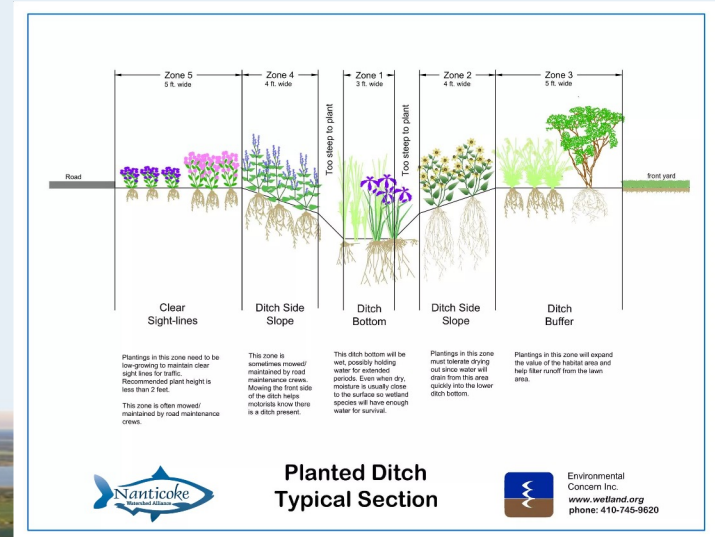 Zone 5
5 ft. wide
Zone 4
4 ft. wide
Too steep to plant
Zone 1
3 ft. wide
Too steep to plant
Zone 2
4 ft. wide
Zone 3
5 ft. wide
Road
front yard
Clear
Sight-lines
Ditch Side
Slope
Ditch
Bottom
Ditch Side
Slope
Ditch
Buffer
Plantings in this zone need to be
low-growing to maintain clear
sight lines for traffic.
Recommended plant height is
less than 2 feet.
This zone is often mowed/
maintained by road maintenance
crews.
This zone is
sometimes mowed/
maintained by road
maintenance crews.
Mowing the front side
of the ditch helps
motorists know there
is a ditch present.
This ditch bottom will be
wet, possibly holding
water for extended
periods. Even when dry,
moisture is usually close
to the surface so wetland
species will have enough
water for survival.
Plantings in this zone
must tolerate drying
out since water will
drain from this area
quickly into the lower
ditch bottom.
Plantings in this zone will expand
the value of the habitat area and
help filter runoff from the lawn
area.
Nanticoke
Watershed Alliance
Planted Ditch
Typical Section
Environmental
Concern Inc.
www.wetland.org
phone: 410-745-9620